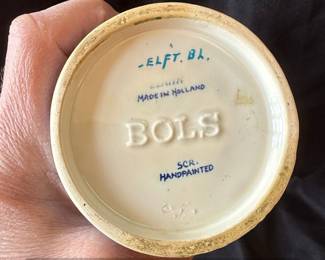 -ELFT. BL.
MADE IN HOLLAND
BOLS
SCR.
HANDPAINTED